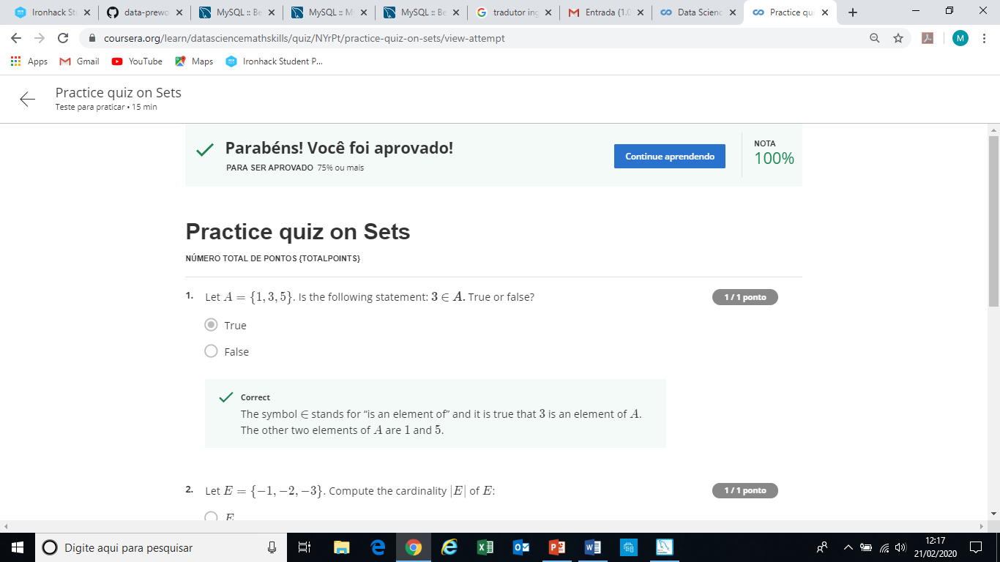 Ironhack St
data-prewo
MySQL :: Be
MySQL :: M
MySQL :: Be
tradutor ing
Entrada (1.0
Data Scienc
Practice qui
coursera.org/learn/datasciencemathskills/quiz/NYrPt/practice-quiz-on-sets/view-attempt
M
Apps
Gmail
YouTube
Maps
Ironhack Student P...
Practice quiz on Sets
Teste para praticar • 15 min
Parabéns! Você foi aprovado!
PARA SER APROVADO 75% ou mais
Continue aprendendo
NOTA
100%
Practice quiz on Sets
NÚMERO TOTAL DE PONTOS {TOTALPOINTS}
1. Let A = {1, 3, 5}. Is the following statement: 3 ∈ A. True or false?
1 / 1 ponto
True
False
Correct
The symbol ∈ stands for “is an element of” and it is true that 3 is an element of A.
The other two elements of A are 1 and 5.
2. Let E = {−1, −2, −3}. Compute the cardinality |E| of E:
1 / 1 ponto
E
Digite aqui para pesquisar
12:17
21/02/2020